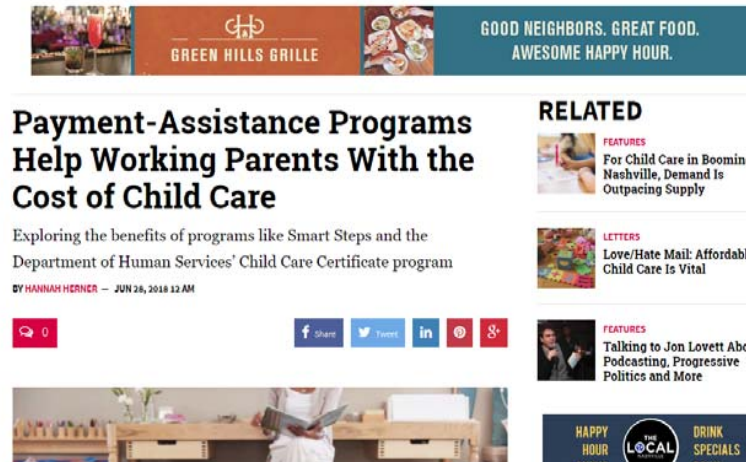 GREEN HILLS GRILLE
GOOD NEIGHBORS. GREAT FOOD.
AWESOME HAPPY HOUR.
Payment-Assistance Programs
Help Working Parents With the
Cost of Child Care
Exploring the benefits of programs like Smart Steps and the
Department of Human Services' Child Care Certificate program
BY HANNAH HERNER — JUN 28, 2018 12 AM
0
f Share
Tweet
in
g+
RELATED
FEATURES
For Child Care in Boomin
Nashville, Demand Is
Outpacing Supply
LETTERS
Love/Hate Mail: Affordabl
Child Care Is Vital
FEATURES
Talking to Jon Lovett Abo
Podcasting, Progressive
Politics and More
HAPPY
HOUR
THE
LOCAL
NASHVILLE
DRINK
SPECIALS